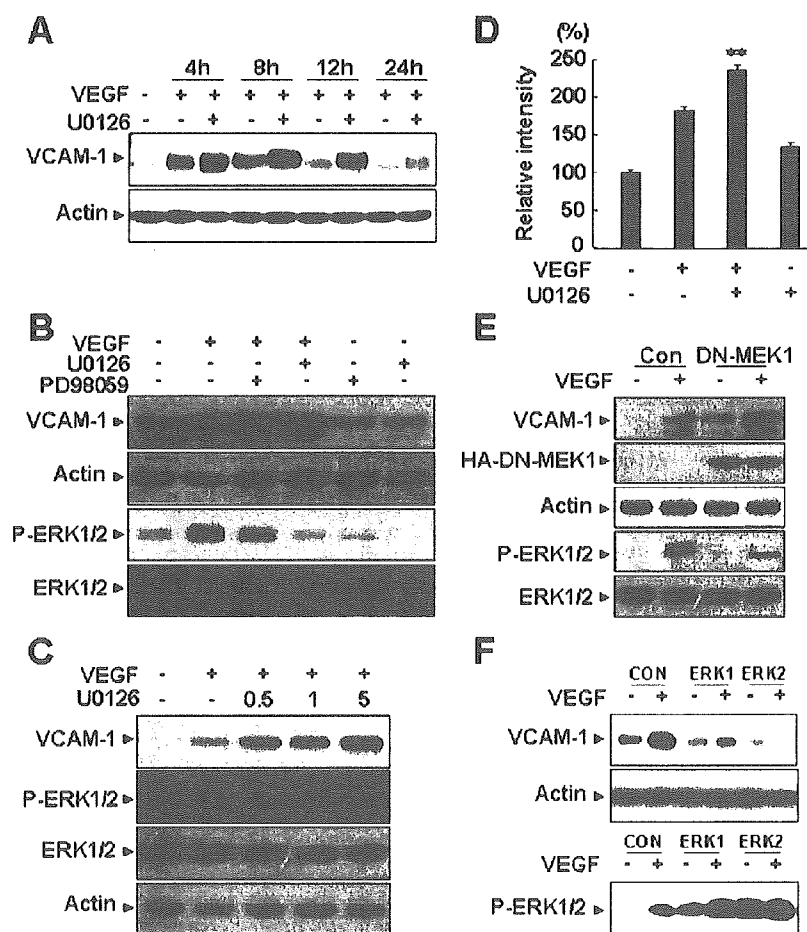 A
4h 8h 12h 24h
VEGF - + + + + + + + +
U0126 - - + - + - + - +
VCAM-1
Actin
B
VEGF - + + + - -
U0126 - - - + - +
PD98059 - - + - + -
VCAM-1
Actin
P-ERK1/2
ERK1/2
C
VEGF - + + + +
U0126 - - 0.5 1 5
VCAM-1
P-ERK1/2
ERK1/2
Actin
D
(%)
Relative intensity
250
200
150
100
50
0
**
VEGF - + + -
U0126 - - + +
E
Con DN-MEK1
VEGF - + - +
VCAM-1
HA-DN-MEK1
Actin
P-ERK1/2
ERK1/2
F
CON ERK1 ERK2
VEGF - + - + - +
VCAM-1
Actin
CON ERK1 ERK2
VEGF - + - + - +
P-ERK1/2